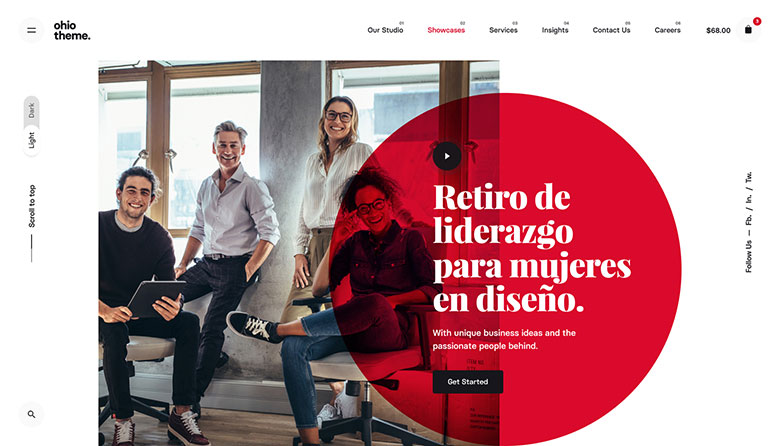 ohio
theme.
01
Our Studio
02
Showcases
03
Services
04
Insights
05
Contact Us
06
Careers
$68.00
3
Dark
Light
Scroll to top
Retiro de
liderazgo
para mujeres
en diseño.
With unique business ideas and the
passionate people behind.
Get Started
Follow Us — Fb. / In. / Tw.